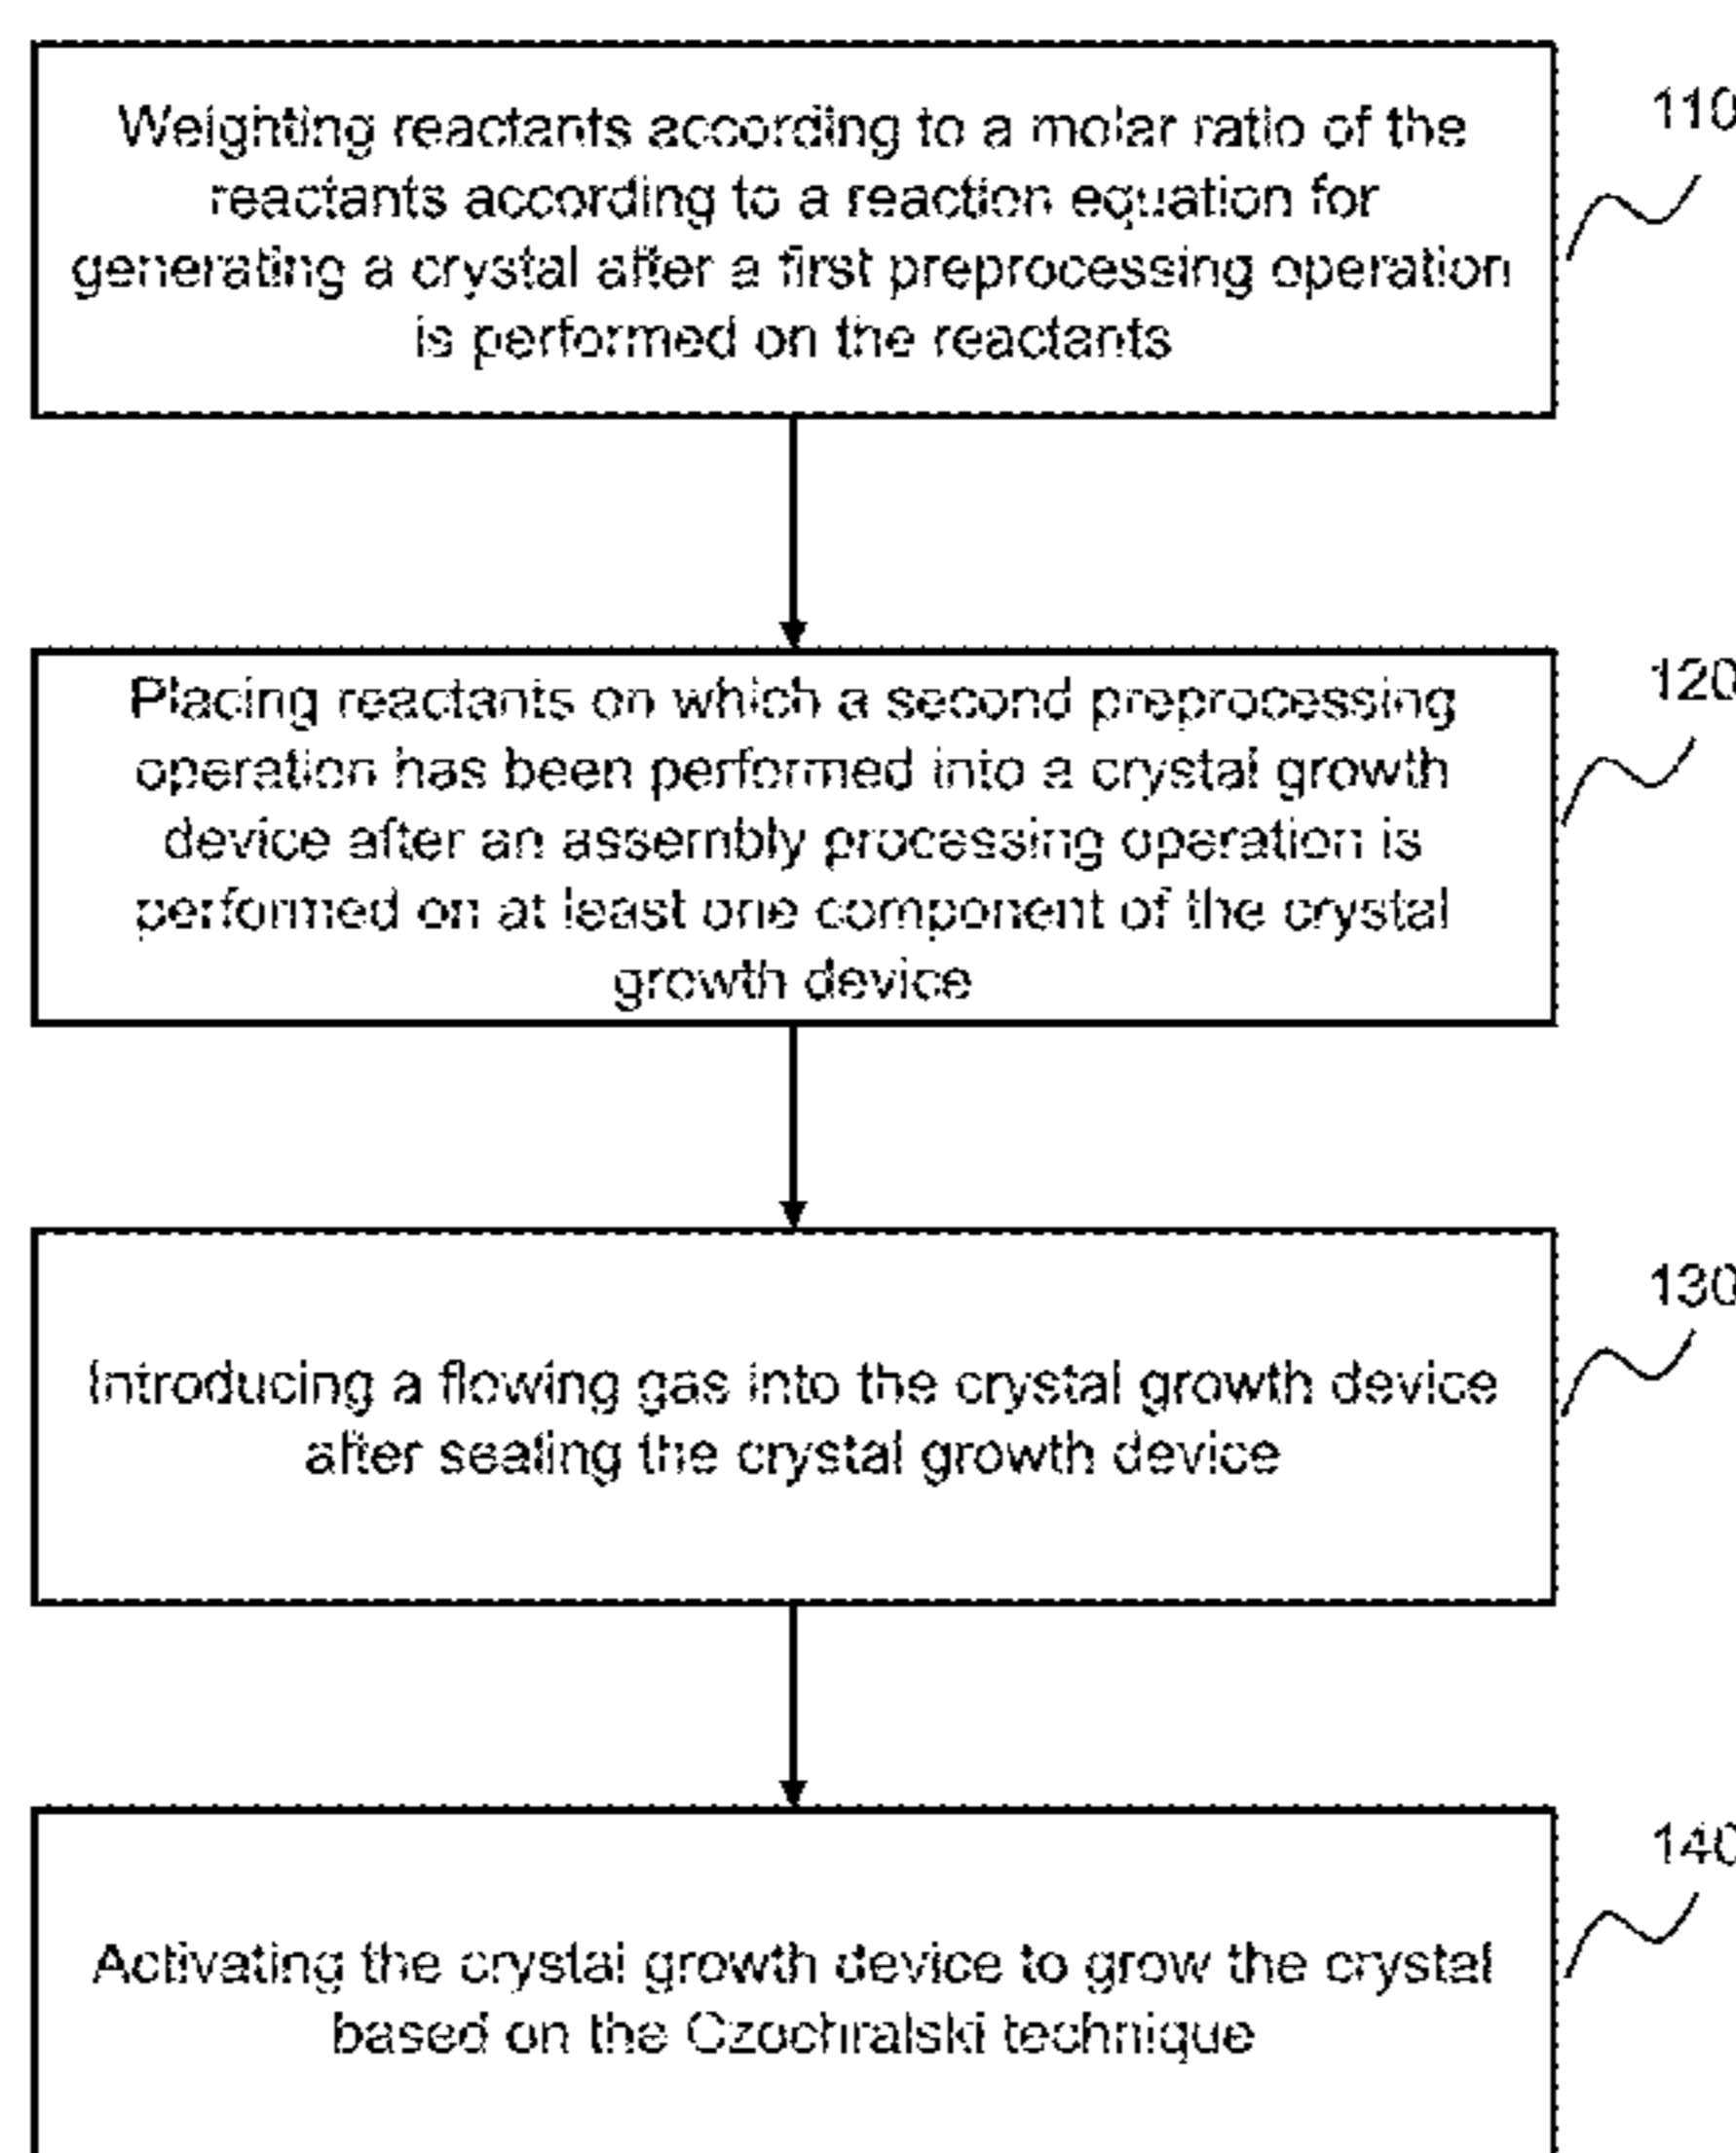 Weighting reactants according to a molar ratio of the
reactants according to a reaction equation for
generating a crystal after a first preprocessing operation
is performed on the reactants
110
Placing reactants on which a second preprocessing
operation has been performed into a crystal growth
device after an assembly processing operation is
performed on at least one component of the crystal
growth device
120
Introducing a flowing gas into the crystal growth device
after sealing the crystal growth device
130
Activating the crystal growth device to grow the crystal
based on the Czochralski technique
140